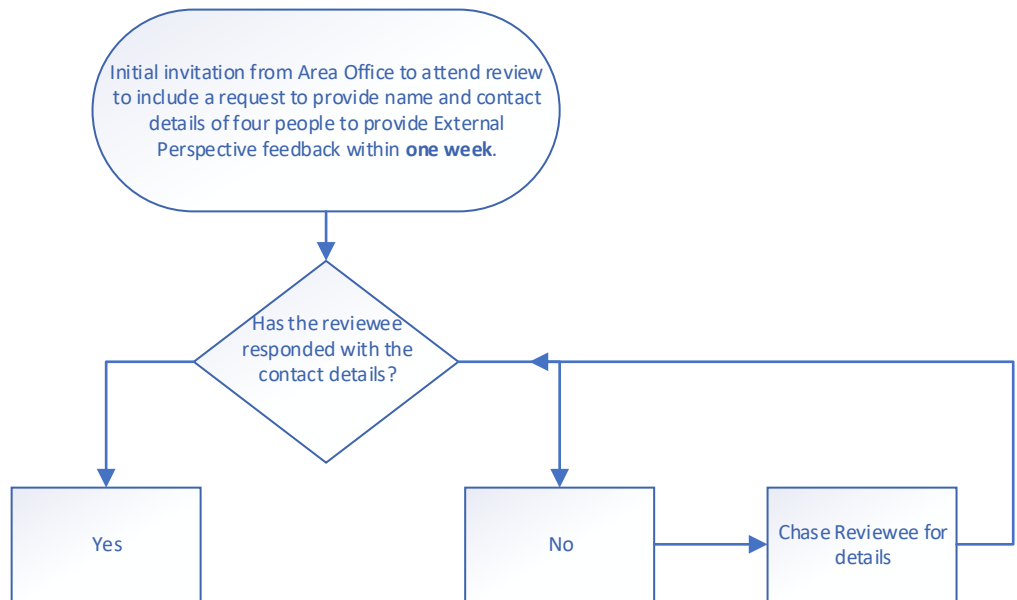 Initial invitation from Area Office to attend review
to include a request to provide name and contact
details of four people to provide External
Perspective feedback within one week.
Has the reviewee
responded with the
contact details?
Yes
No
Chase Reviewee for
details